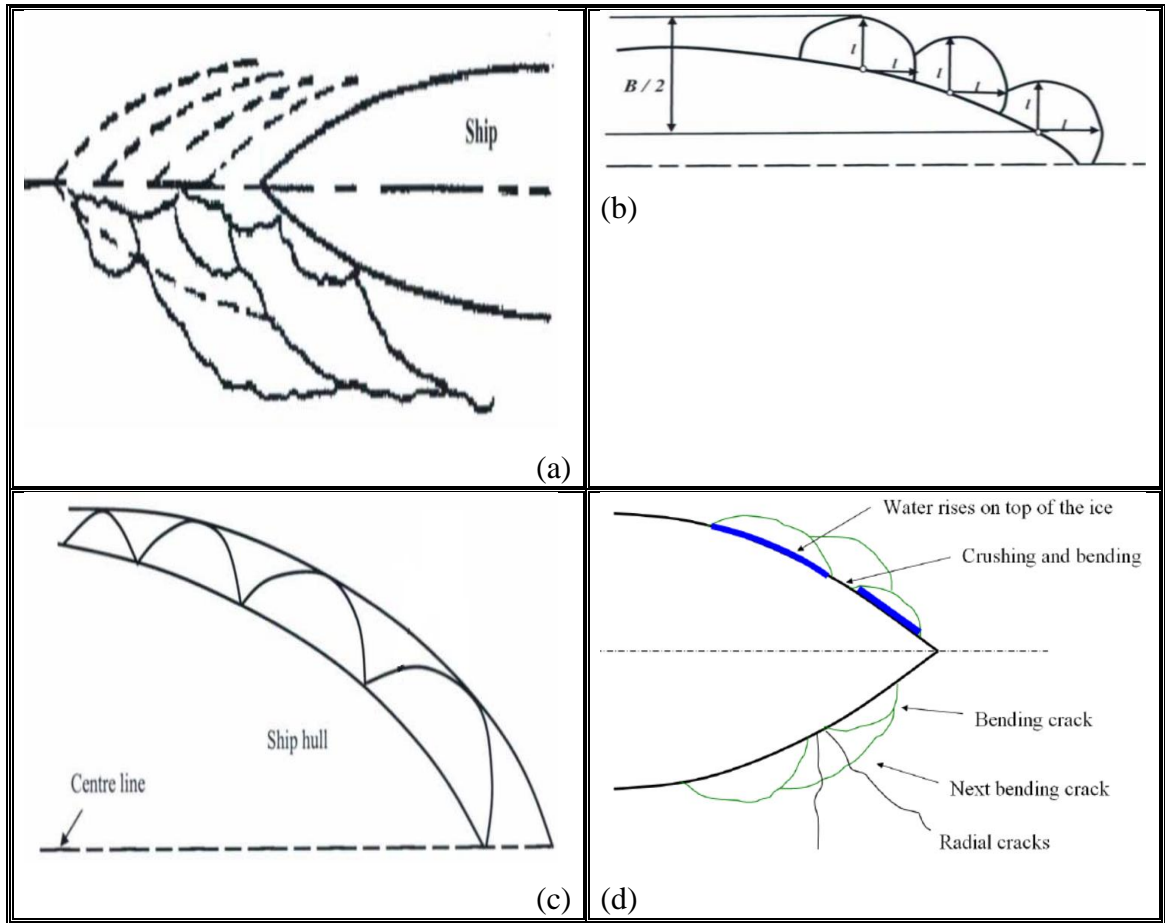 Ship
(a)
B / 2
l
l
l
l
l
l
(b)
Ship hull
Centre line
(c)
Water rises on top of the ice
Crushing and bending
Bending crack
Next bending crack
Radial cracks
(d)